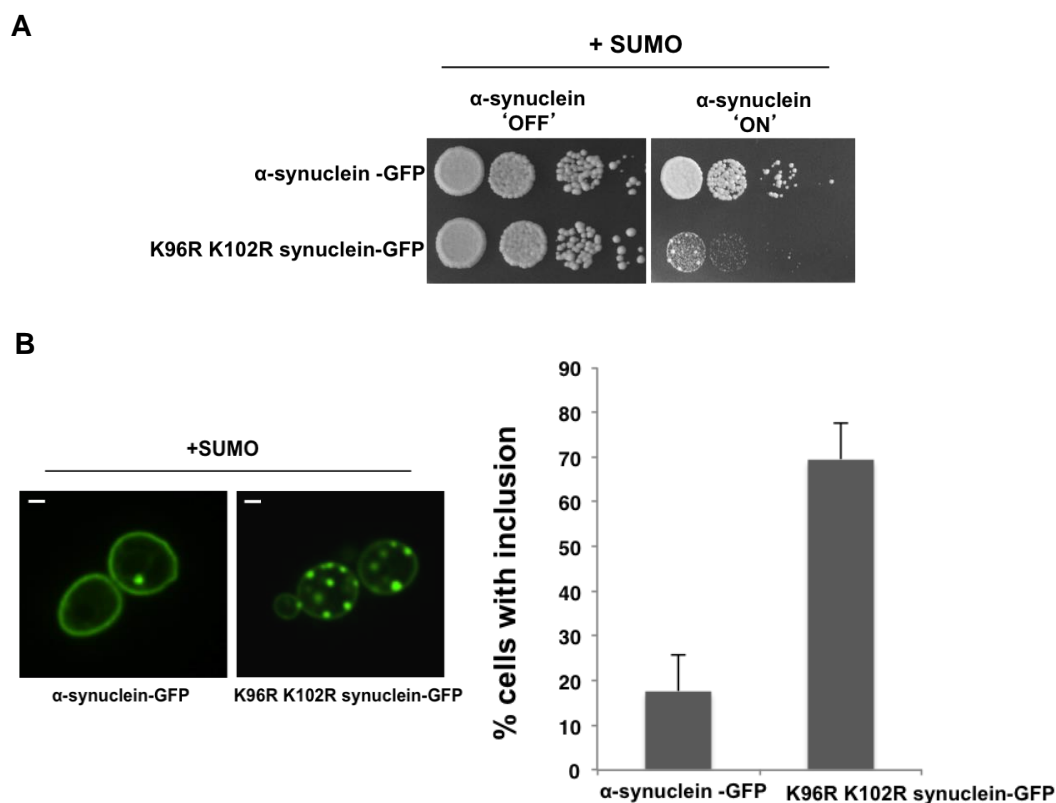 A
+ SUMO
α-synuclein
‘OFF’
α-synuclein
‘ON’
α-synuclein -GFP
K96R K102R synuclein-GFP
B
+SUMO
α-synuclein-GFP
K96R K102R synuclein-GFP
% cells with inclusion
90
80
70
60
50
40
30
20
10
0
α-synuclein -GFP
K96R K102R synuclein-GFP